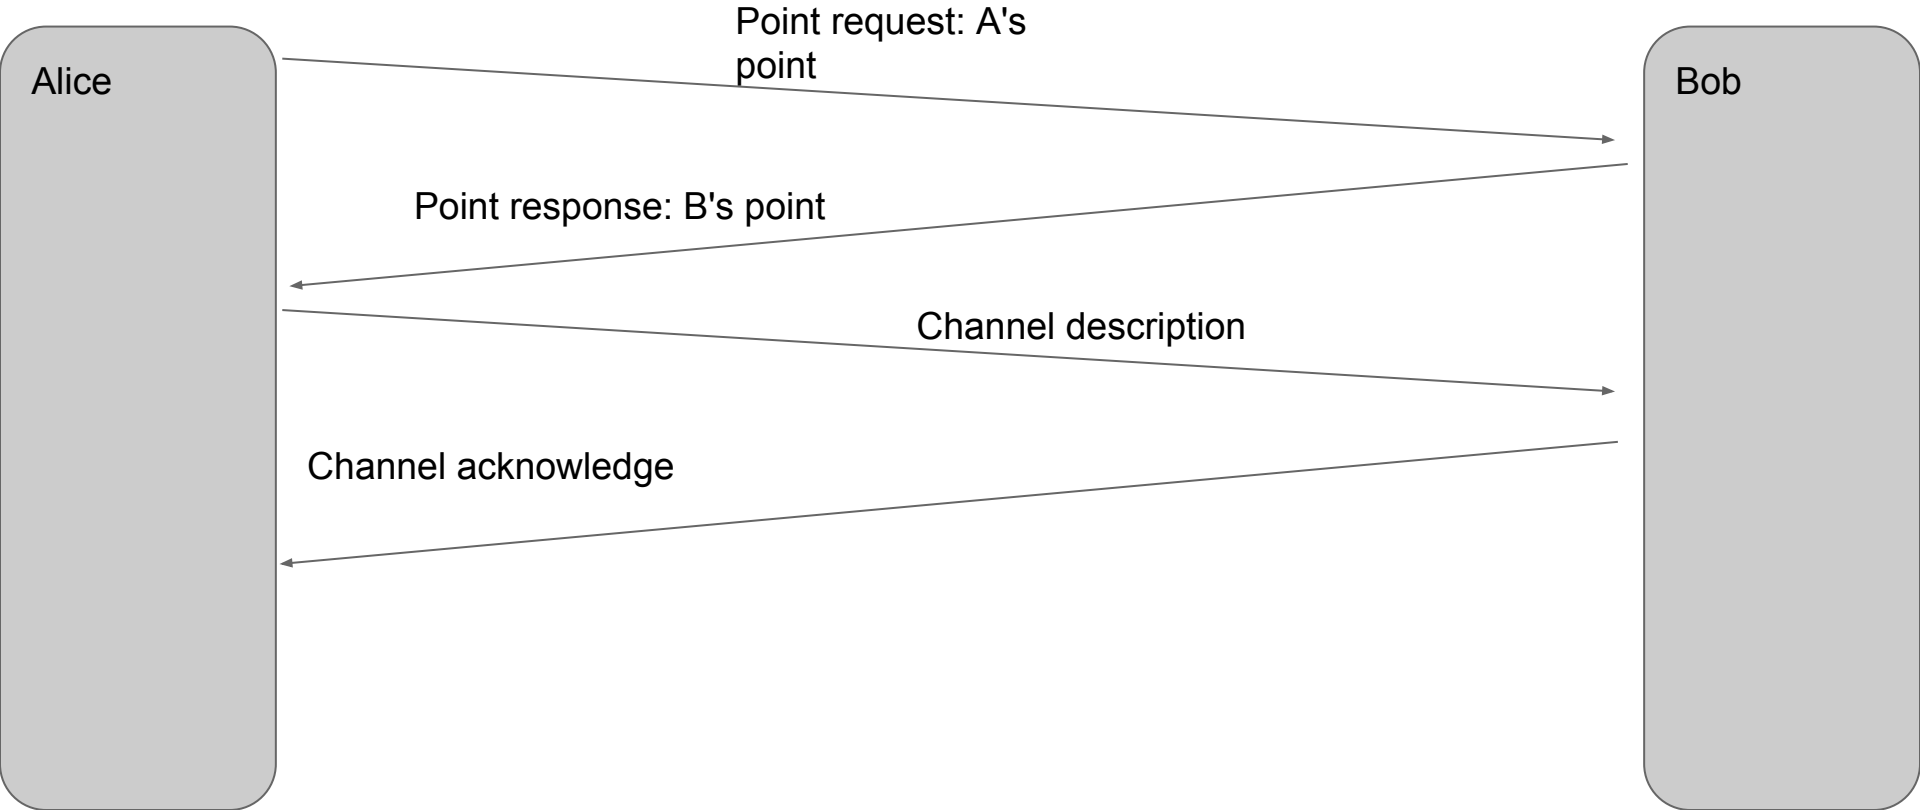 Point request: A's
point
Alice
Bob
Point response: B's point
Channel description
Channel acknowledge